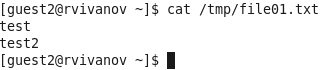 [guest2@rvivanov ~]$ cat /tmp/file01.txt
test
test2
[guest2@rvivanov ~]$